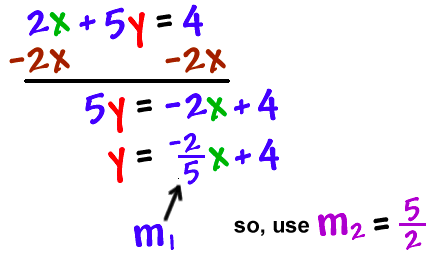 2x + 5y = 4
-2x -2x
5y = -2x + 4
y = -2/5 x + 4
m₁ so, use m₂ = 5/2